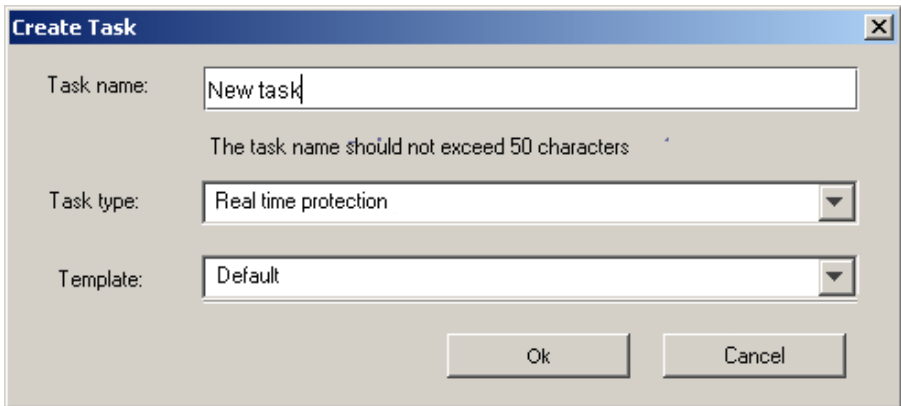 Create Task
Task name: New task
The task name should not exceed 50 characters
Task type: Real time protection
Template: Default
Ok Cancel